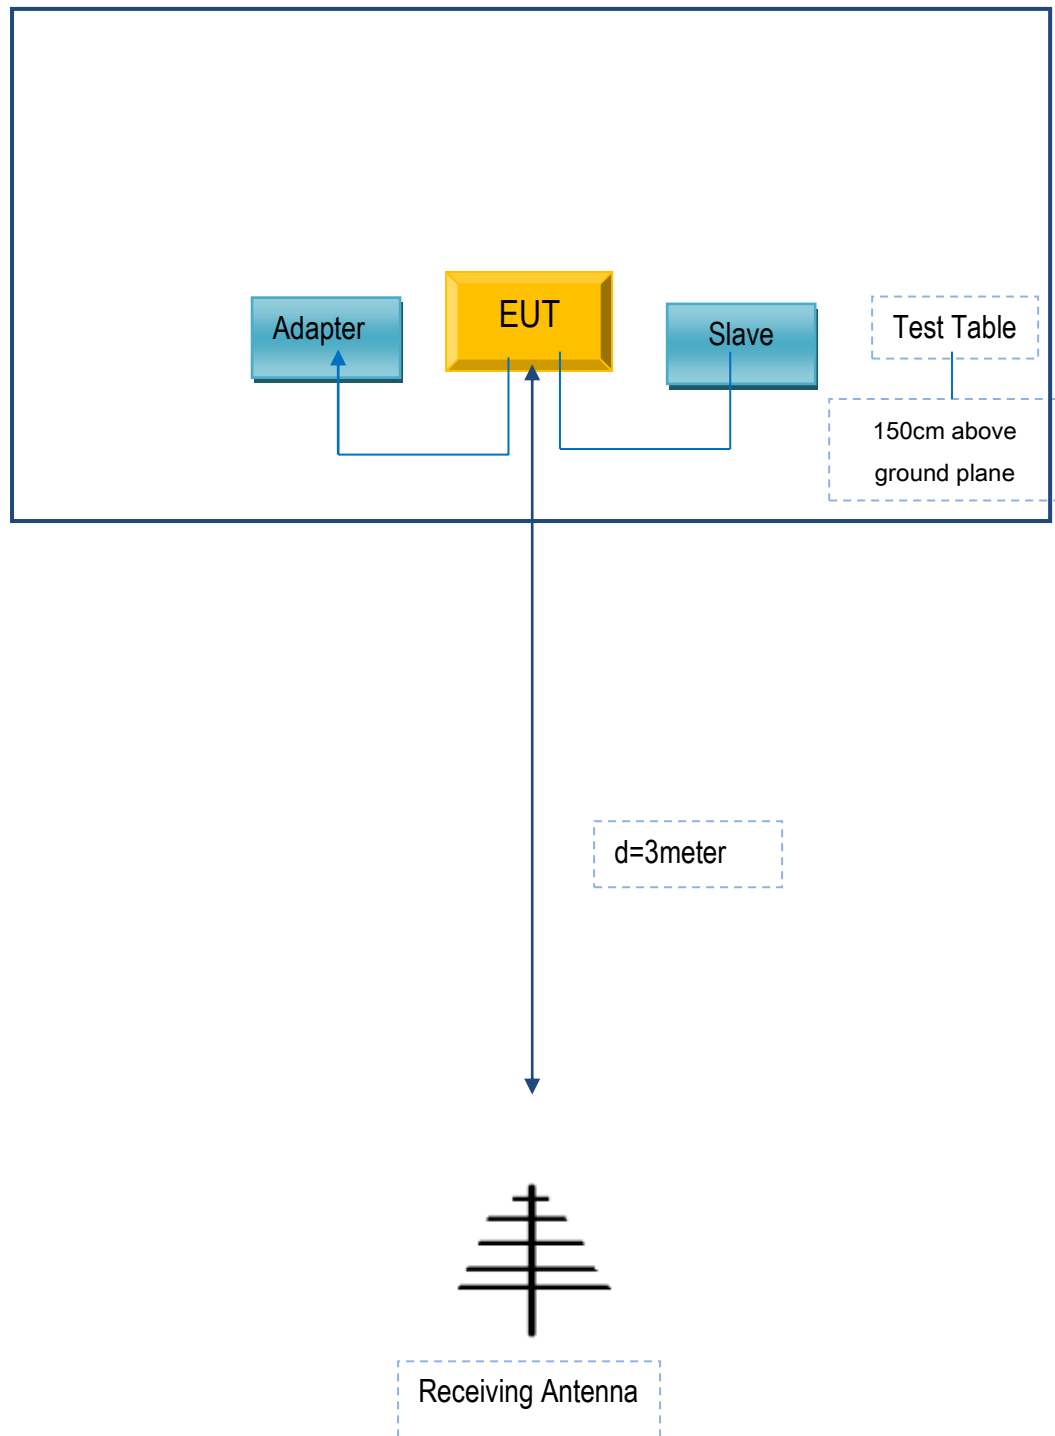 Adapter
EUT
Slave
Test Table
150cm above
ground plane
d=3meter
Receiving Antenna